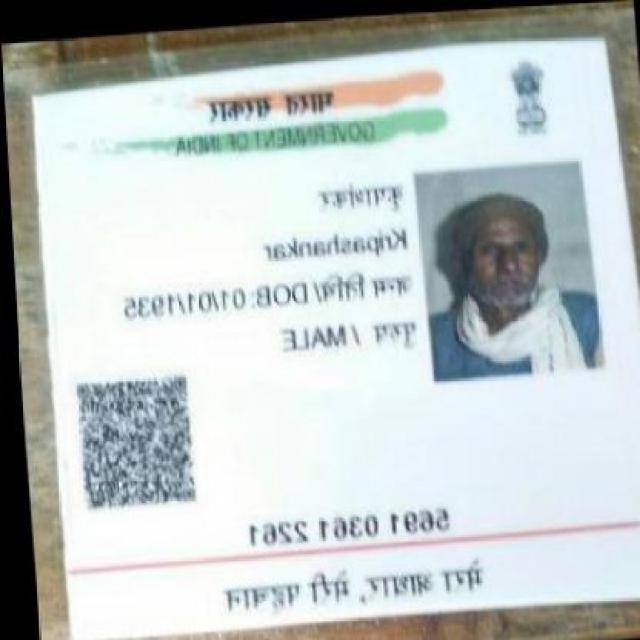 भारत सरकार
GOVERNMENT OF INDIA
कृपाशंकर
Kripashankar
जन्म तिथि/ DOB: 01/01/1935
पुरुष / MALE
5691 0361 2261
मेरा आधार, मेरी पहचान